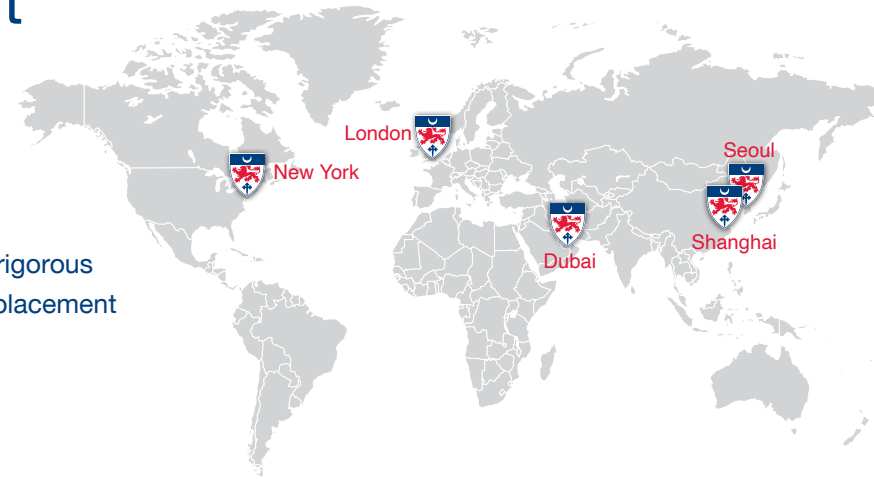 London
Seoul
New York
Shanghai
rigorous
Dubai
placement